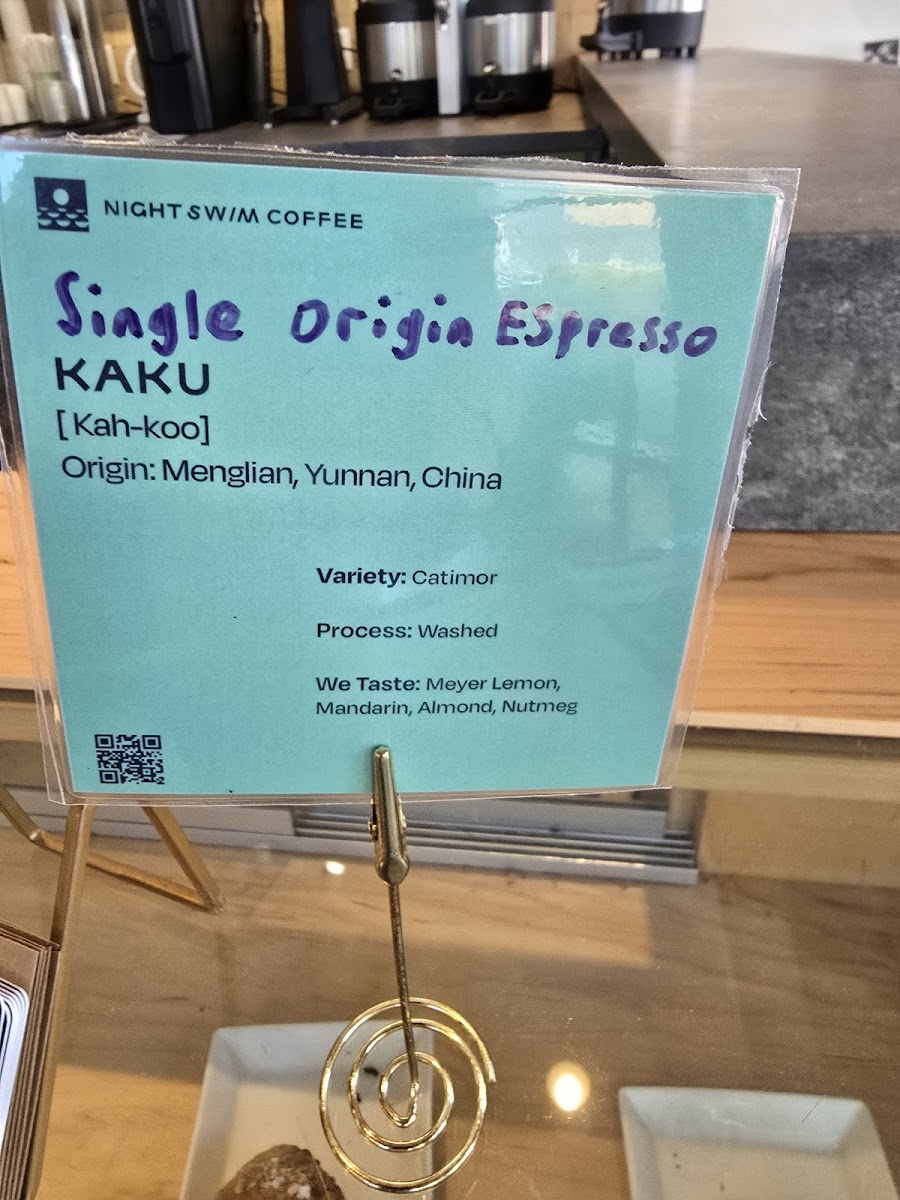 NIGHT SWIM COFFEE
Single Origin Espresso
KAKU
[Kah-koo]
Origin: Menglian, Yunnan, China
Variety: Catimor
Process: Washed
We Taste: Meyer Lemon,
Mandarin, Almond, Nutmeg